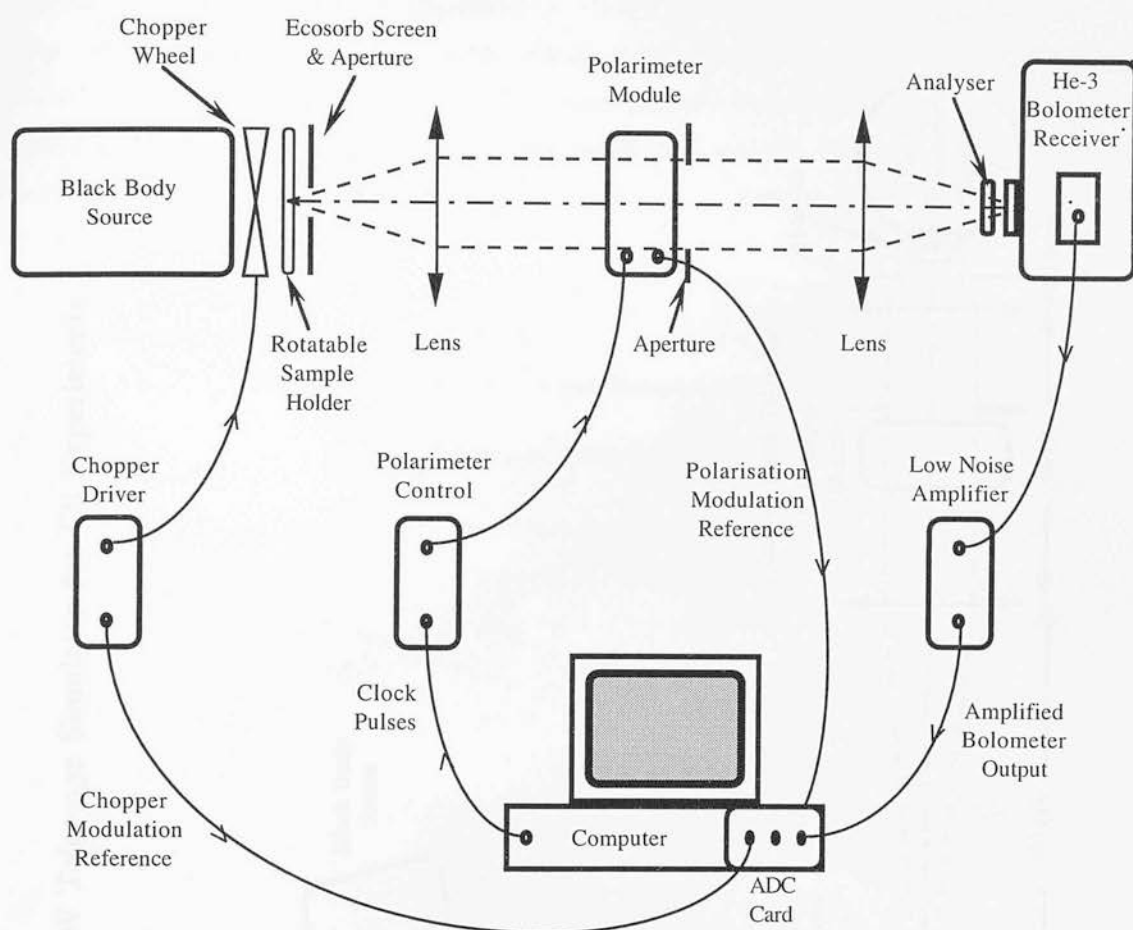 Chopper
Wheel
Ecosorb Screen
& Aperture
Polarimeter
Module
Analyser
He-3
Bolometer
Receiver
Black Body
Source
Rotatable
Sample
Holder
Lens
Aperture
Lens
Chopper
Driver
Polarimeter
Control
Polarisation
Modulation
Reference
Low Noise
Amplifier
Clock
Pulses
Amplified
Bolometer
Output
Chopper
Modulation
Reference
Computer
ADC
Card